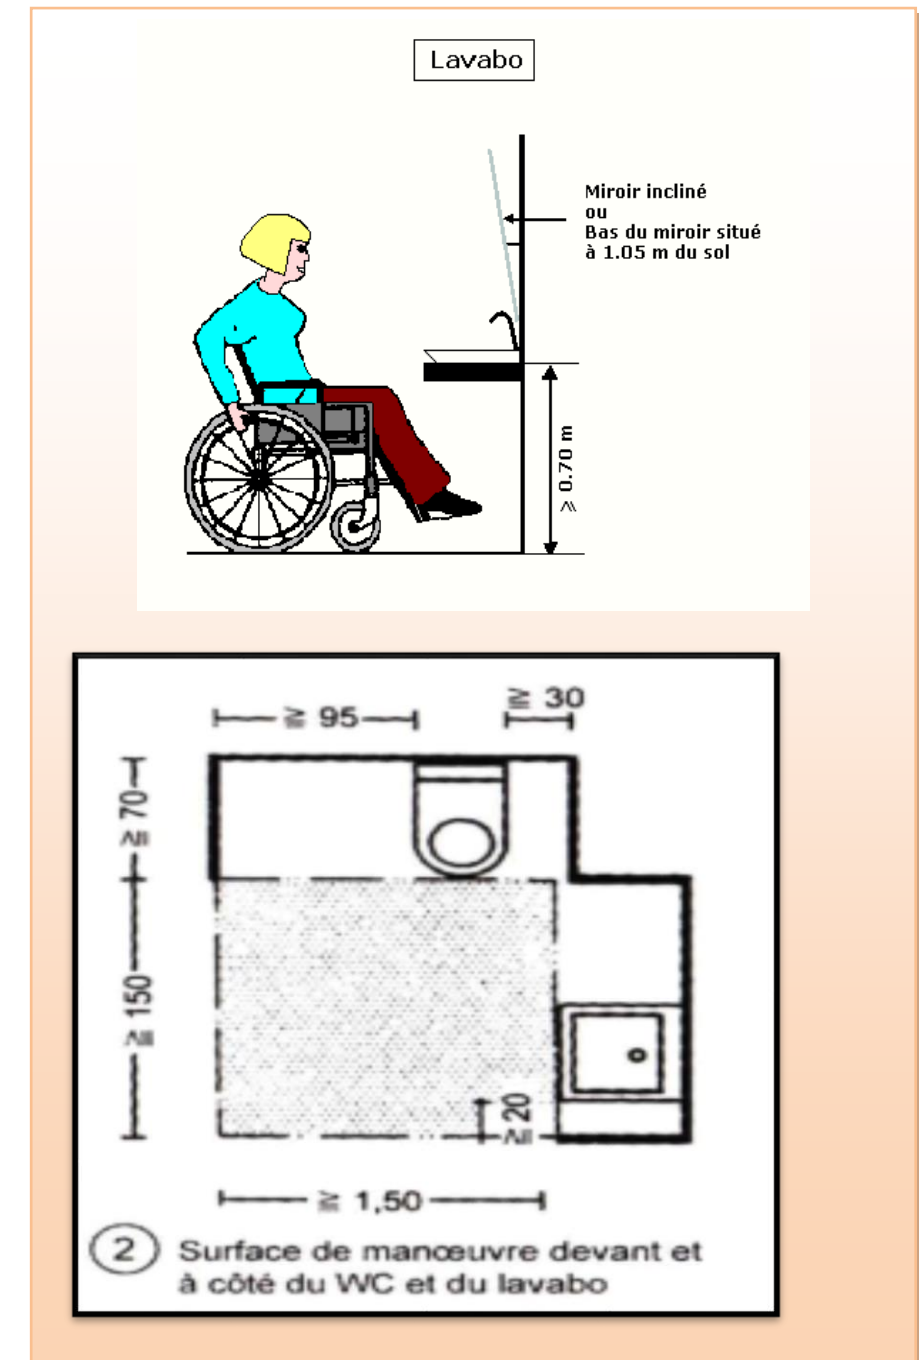 Lavabo
Miroir incliné
ou
Bas du miroir situé
à 1.05 m du sol
⩾ 0.70 m
≧ 95
≧ 30
≧ 70
≧ 150
≧ 20
≧ 1,50
2 Surface de manœuvre devant et
à côté du WC et du lavabo